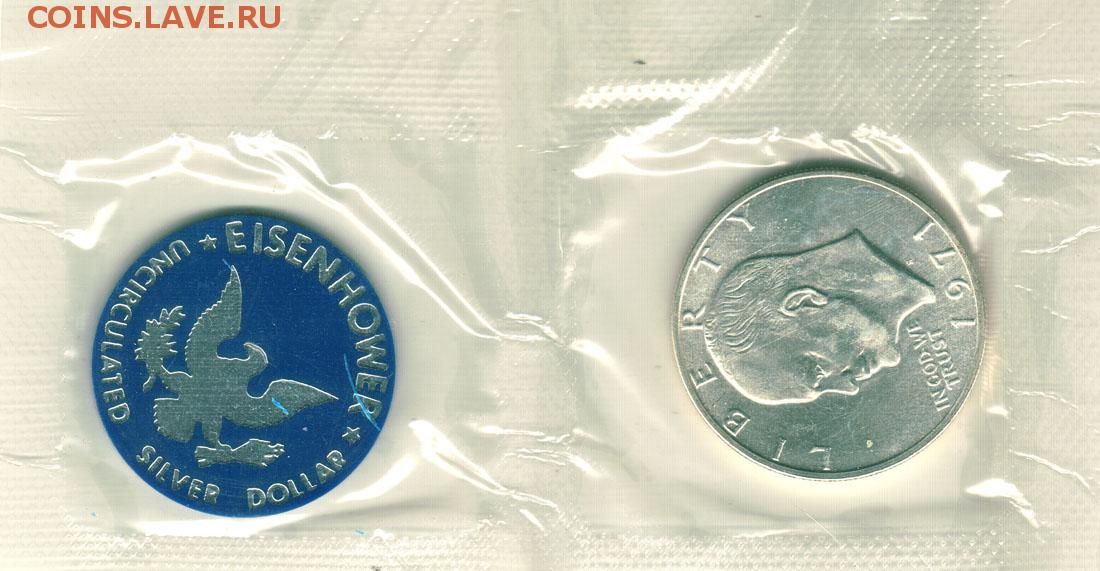 COINS.LAVE.RU
★ EISENHOWER ★
UNCIRCULATED
SILVER DOLLAR
LIBERTY
IN GOD WE
TRUST
1971